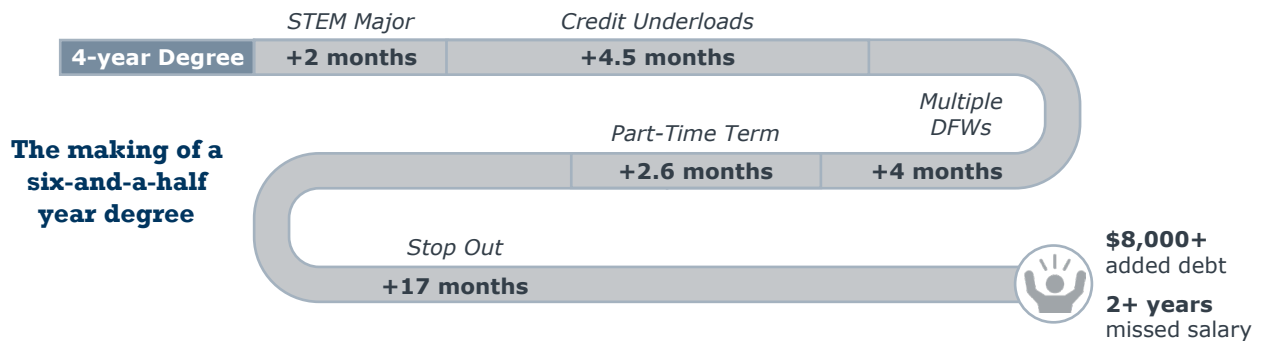 STEM Major
Credit Underloads
4-year Degree
+2 months
+4.5 months
Multiple
DFWs
Part-Time Term
+2.6 months
+4 months
The making of a
six-and-a-half
year degree
Stop Out
+17 months
$8,000+
added debt
2+ years
missed salary